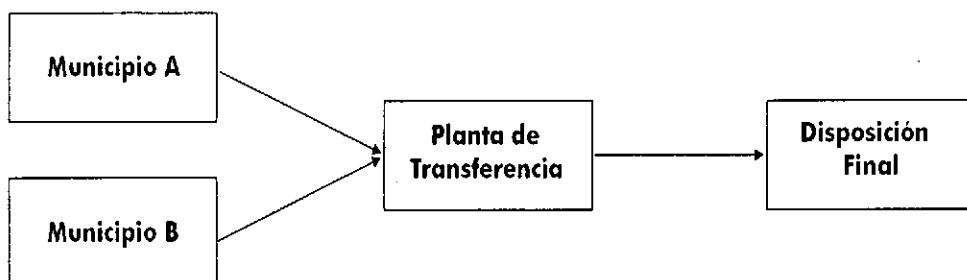 Municipio A
Municipio B
Planta de
Transferencia
Disposición
Final